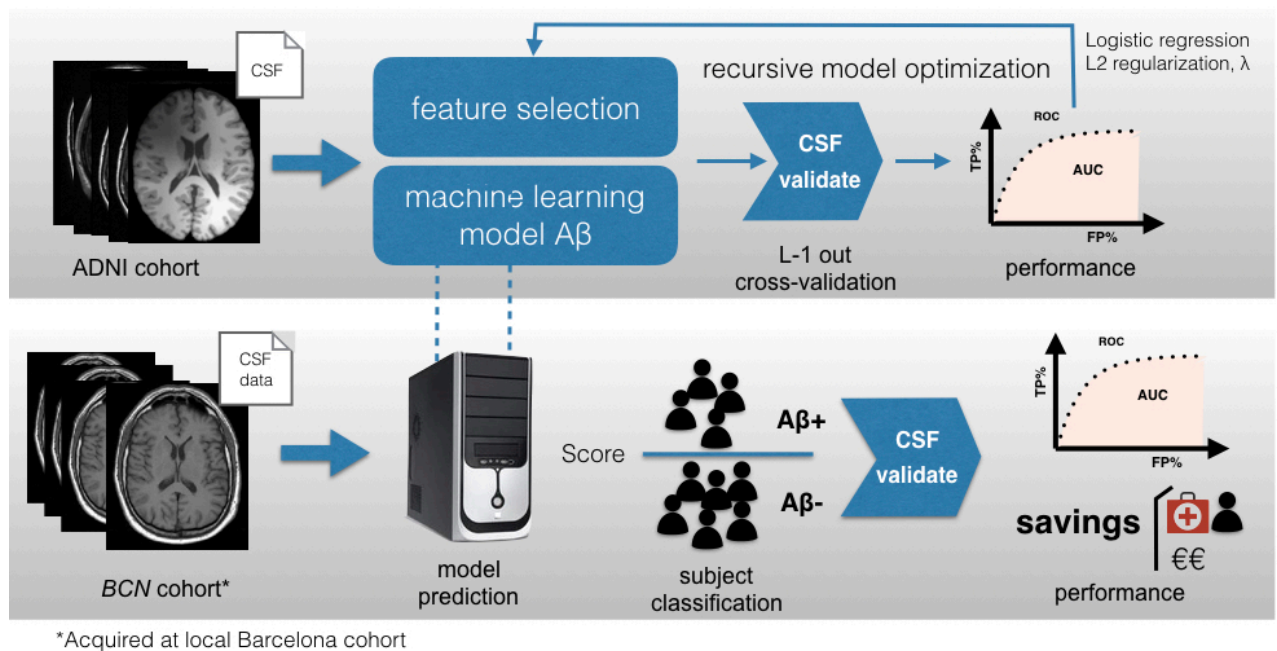 Logistic regression
L2 regularization, λ
CSF
feature selection
recursive model optimization
machine learning
model Aβ
CSF
validate
ROC
TP%
AUC
FP%
ADNI cohort
L-1 out
cross-validation
performance
CSF
data
Score
Aβ+
Aβ-
CSF
validate
ROC
TP%
AUC
FP%
savings
€€
BCN cohort*
model
prediction
subject
classification
performance
*Acquired at local Barcelona cohort